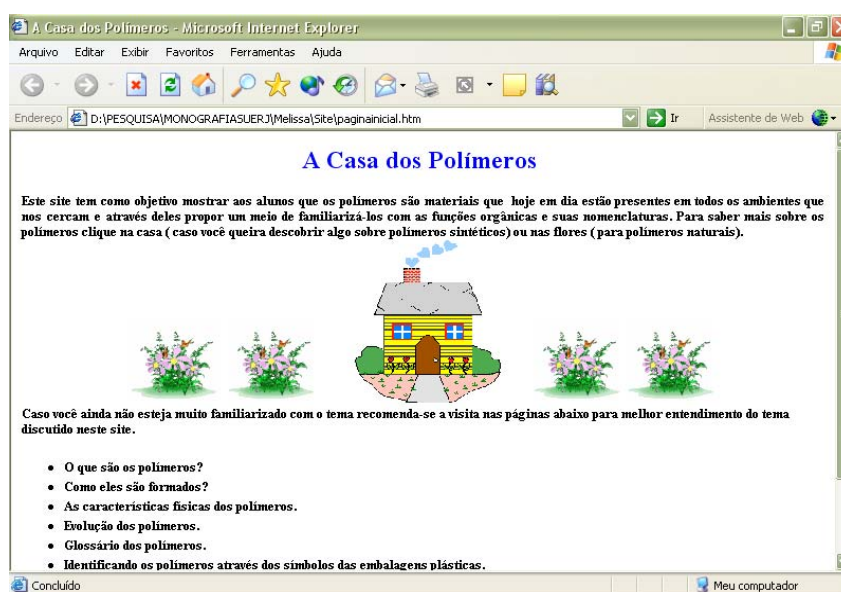 A Casa dos Polímeros - Microsoft Internet Explorer
Arquivo Editar Exibir Favoritos Ferramentas Ajuda
Endereço D:\PESQUISA\MONOGRAFIASUERJ\Melissa\Site\paginainicial.htm Ir Assistente de Web
A Casa dos Polímeros
Este site tem como objetivo mostrar aos alunos que os polímeros são materiais que hoje em dia estão presentes em todos os ambientes que
nos cercam e através deles propor um meio de familiarizá-los com as funções orgânicas e suas nomenclaturas. Para saber mais sobre os
polímeros clique na casa ( caso você queira descobrir algo sobre polímeros sintéticos) ou nas flores ( para polímeros naturais).
Caso você ainda não esteja muito familiarizado com o tema recomenda-se a visita nas páginas abaixo para melhor entendimento do tema
discutido neste site.
• O que são os polímeros?
• Como eles são formados?
• As características físicas dos polímeros.
• Evolução dos polímeros.
• Glossário dos polímeros.
• Identificando os polímeros através dos símbolos das embalagens plásticas.
Concluído Meu computador